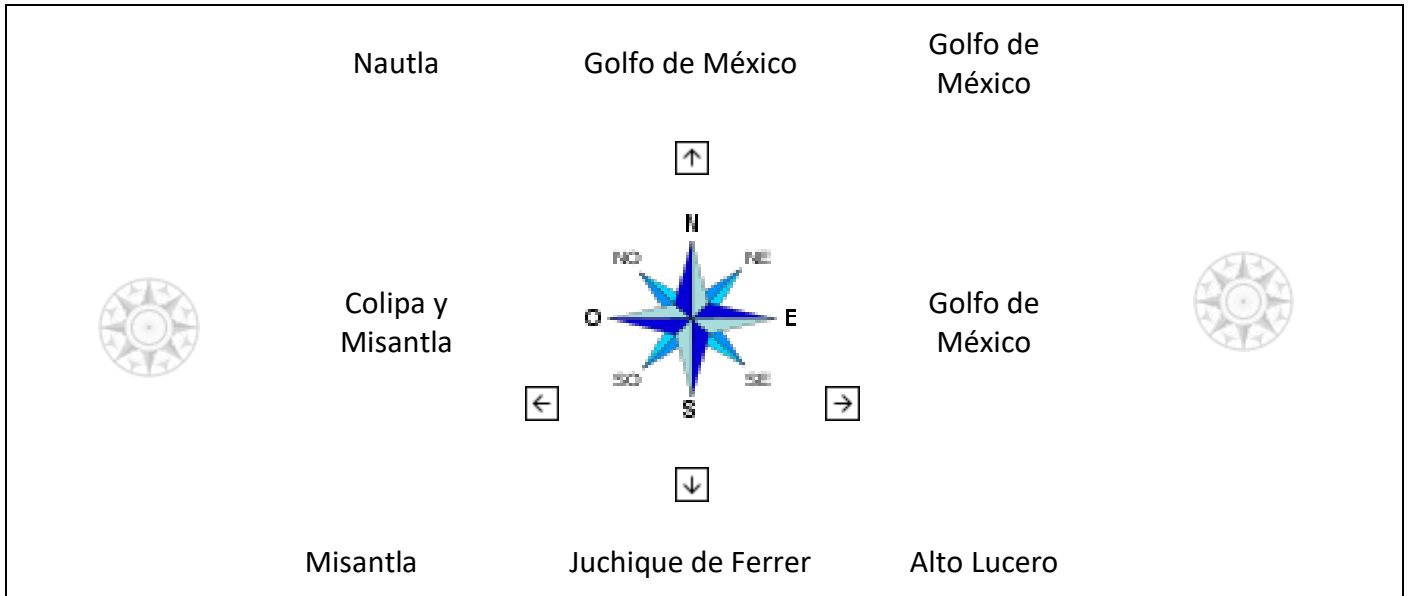 Nautla
Golfo de México
Golfo de
México
↑
N
NO
NE
Colipa y
Misantla
O
E
Golfo de
México
SO
SE
←
S
→
↓
Misantla
Juchique de Ferrer
Alto Lucero